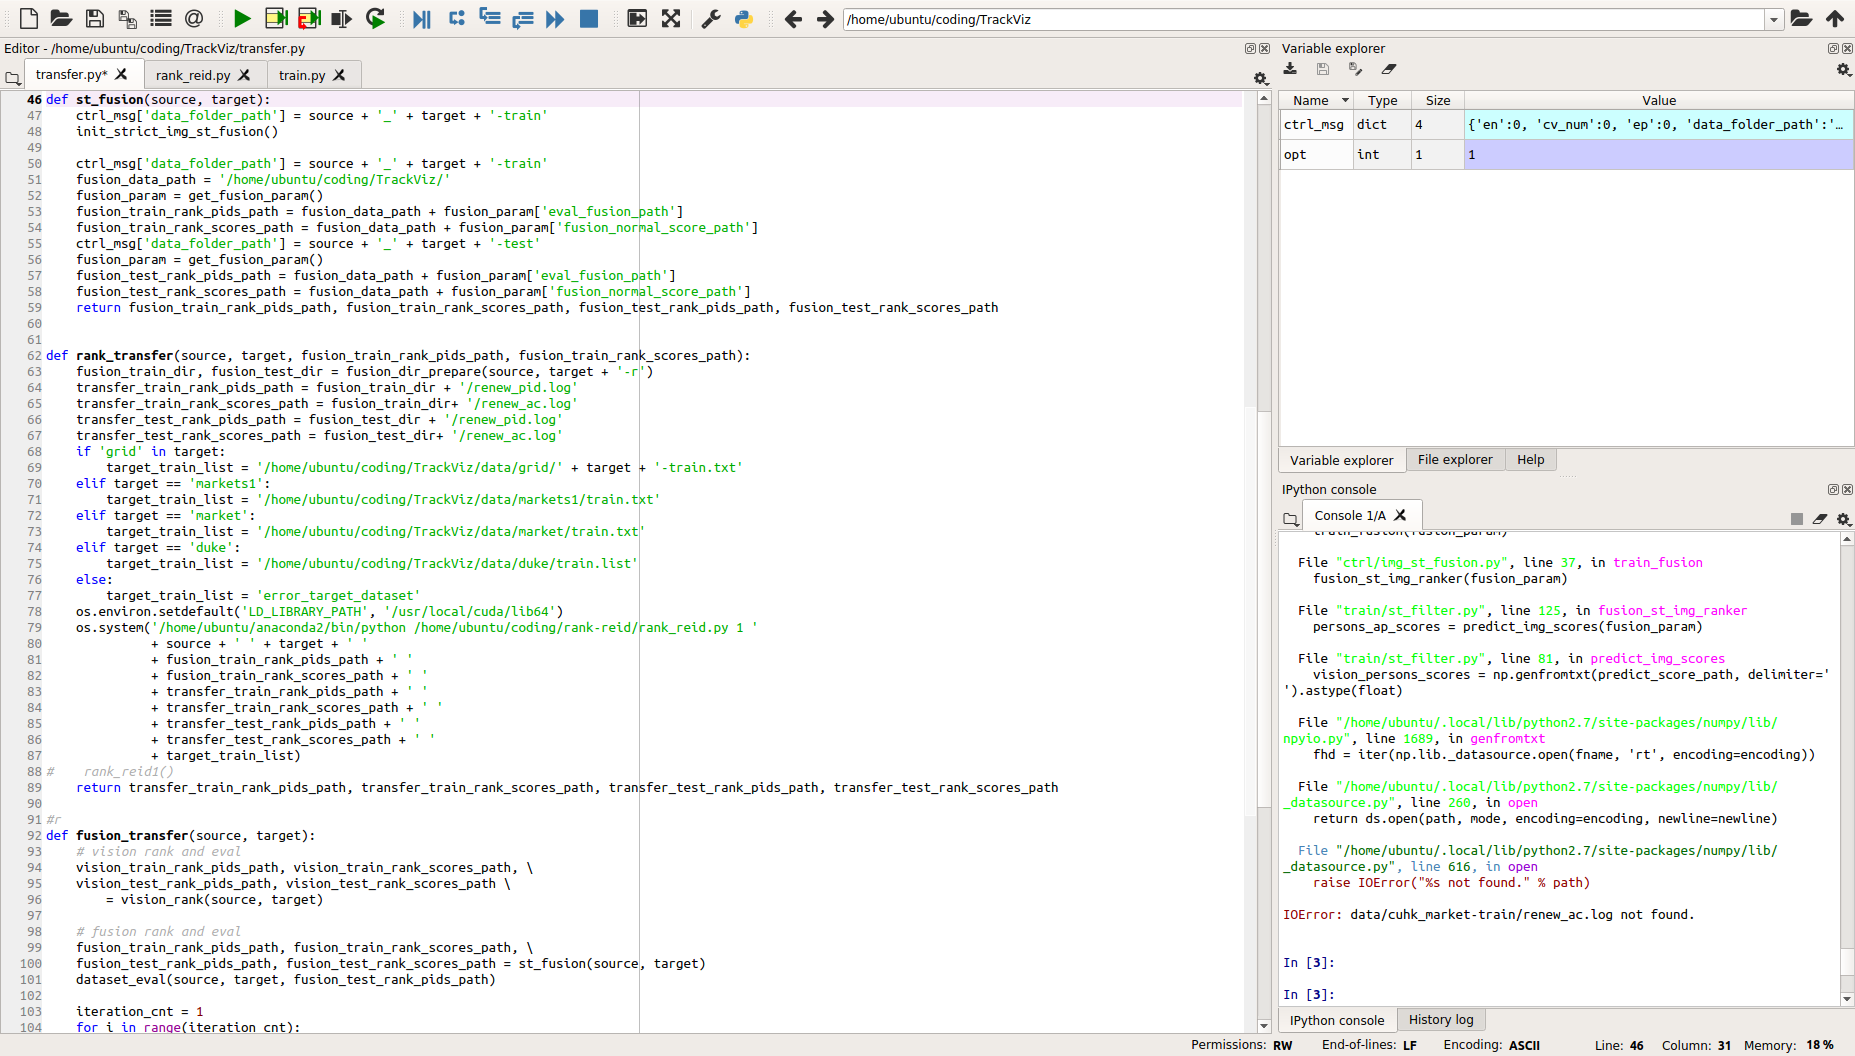 /home/ubuntu/coding/TrackViz
Editor - /home/ubuntu/coding/TrackViz/transfer.py
transfer.py* rank_reid.py train.py
46 def st_fusion(source, target):
47 ctrl_msg['data_folder_path'] = source + '_' + target + '-train'
48 init_strict_img_st_fusion()
49
50 ctrl_msg['data_folder_path'] = source + '_' + target + '-train'
51 fusion_data_path = '/home/ubuntu/coding/TrackViz/'
52 fusion_param = get_fusion_param()
53 fusion_train_rank_pids_path = fusion_data_path + fusion_param['eval_fusion_path']
54 fusion_train_rank_scores_path = fusion_data_path + fusion_param['fusion_normal_score_path']
55 ctrl_msg['data_folder_path'] = source + '_' + target + '-test'
56 fusion_param = get_fusion_param()
57 fusion_test_rank_pids_path = fusion_data_path + fusion_param['eval_fusion_path']
58 fusion_test_rank_scores_path = fusion_data_path + fusion_param['fusion_normal_score_path']
59 return fusion_train_rank_pids_path, fusion_train_rank_scores_path, fusion_test_rank_pids_path, fusion_test_rank_scores_path
60
61
62 def rank_transfer(source, target, fusion_train_rank_pids_path, fusion_train_rank_scores_path):
63 fusion_train_dir, fusion_test_dir = fusion_dir_prepare(source, target + '-r')
64 transfer_train_rank_pids_path = fusion_train_dir + '/renew_pid.log'
65 transfer_train_rank_scores_path = fusion_train_dir+ '/renew_ac.log'
66 transfer_test_rank_pids_path = fusion_test_dir + '/renew_pid.log'
67 transfer_test_rank_scores_path = fusion_test_dir+ '/renew_ac.log'
68 if 'grid' in target:
69 target_train_list = '/home/ubuntu/coding/TrackViz/data/grid/' + target + '-train.txt'
70 elif target == 'markets1':
71 target_train_list = '/home/ubuntu/coding/TrackViz/data/markets1/train.txt'
72 elif target == 'market':
73 target_train_list = '/home/ubuntu/coding/TrackViz/data/market/train.txt'
74 elif target == 'duke':
75 target_train_list = '/home/ubuntu/coding/TrackViz/data/duke/train.list'
76 else:
77 target_train_list = 'error_target_dataset'
78 os.environ.setdefault('LD_LIBRARY_PATH', '/usr/local/cuda/lib64')
79 os.system('/home/ubuntu/anaconda2/bin/python /home/ubuntu/coding/rank-reid/rank_reid.py 1 '
80 + source + ' ' + target + ' '
81 + fusion_train_rank_pids_path + ' '
82 + fusion_train_rank_scores_path + ' '
83 + transfer_train_rank_pids_path + ' '
84 + transfer_train_rank_scores_path + ' '
85 + transfer_test_rank_pids_path + ' '
86 + transfer_test_rank_scores_path + ' '
87 + target_train_list)
88 # rank_reid1()
89 return transfer_train_rank_pids_path, transfer_train_rank_scores_path, transfer_test_rank_pids_path, transfer_test_rank_scores_path
90
91 #r
92 def fusion_transfer(source, target):
93 # vision rank and eval
94 vision_train_rank_pids_path, vision_train_rank_scores_path, \
95 vision_test_rank_pids_path, vision_test_rank_scores_path \
96 = vision_rank(source, target)
97
98 # fusion rank and eval
99 fusion_train_rank_pids_path, fusion_train_rank_scores_path, \
100 fusion_test_rank_pids_path, fusion_test_rank_scores_path = st_fusion(source, target)
101 dataset_eval(source, target, fusion_test_rank_pids_path)
102
103 iteration_cnt = 1
104 for i in range(iteration_cnt):
Variable explorer
Name Type Size Value
ctrl_msg dict 4 {'en':0, 'cv_num':0, 'ep':0, 'data_folder_path':'…
opt int 1 1
Variable explorer File explorer Help
IPython console
Console 1/A
train_fusion(fusion_param)
File "ctrl/img_st_fusion.py", line 37, in train_fusion
fusion_st_img_ranker(fusion_param)
File "train/st_filter.py", line 125, in fusion_st_img_ranker
persons_ap_scores = predict_img_scores(fusion_param)
File "train/st_filter.py", line 81, in predict_img_scores
vision_persons_scores = np.genfromtxt(predict_score_path, delimiter='
').astype(float)
File "/home/ubuntu/.local/lib/python2.7/site-packages/numpy/lib/
npyio.py", line 1689, in genfromtxt
fhd = iter(np.lib._datasource.open(fname, 'rt', encoding=encoding))
File "/home/ubuntu/.local/lib/python2.7/site-packages/numpy/lib/
_datasource.py", line 260, in open
return ds.open(path, mode, encoding=encoding, newline=newline)
File "/home/ubuntu/.local/lib/python2.7/site-packages/numpy/lib/
_datasource.py", line 616, in open
raise IOError("%s not found." % path)
IOError: data/cuhk_market-train/renew_ac.log not found.
In [3]:
In [3]:
IPython console History log
Permissions: RW End-of-lines: LF Encoding: ASCII Line: 46 Column: 31 Memory: 18 %